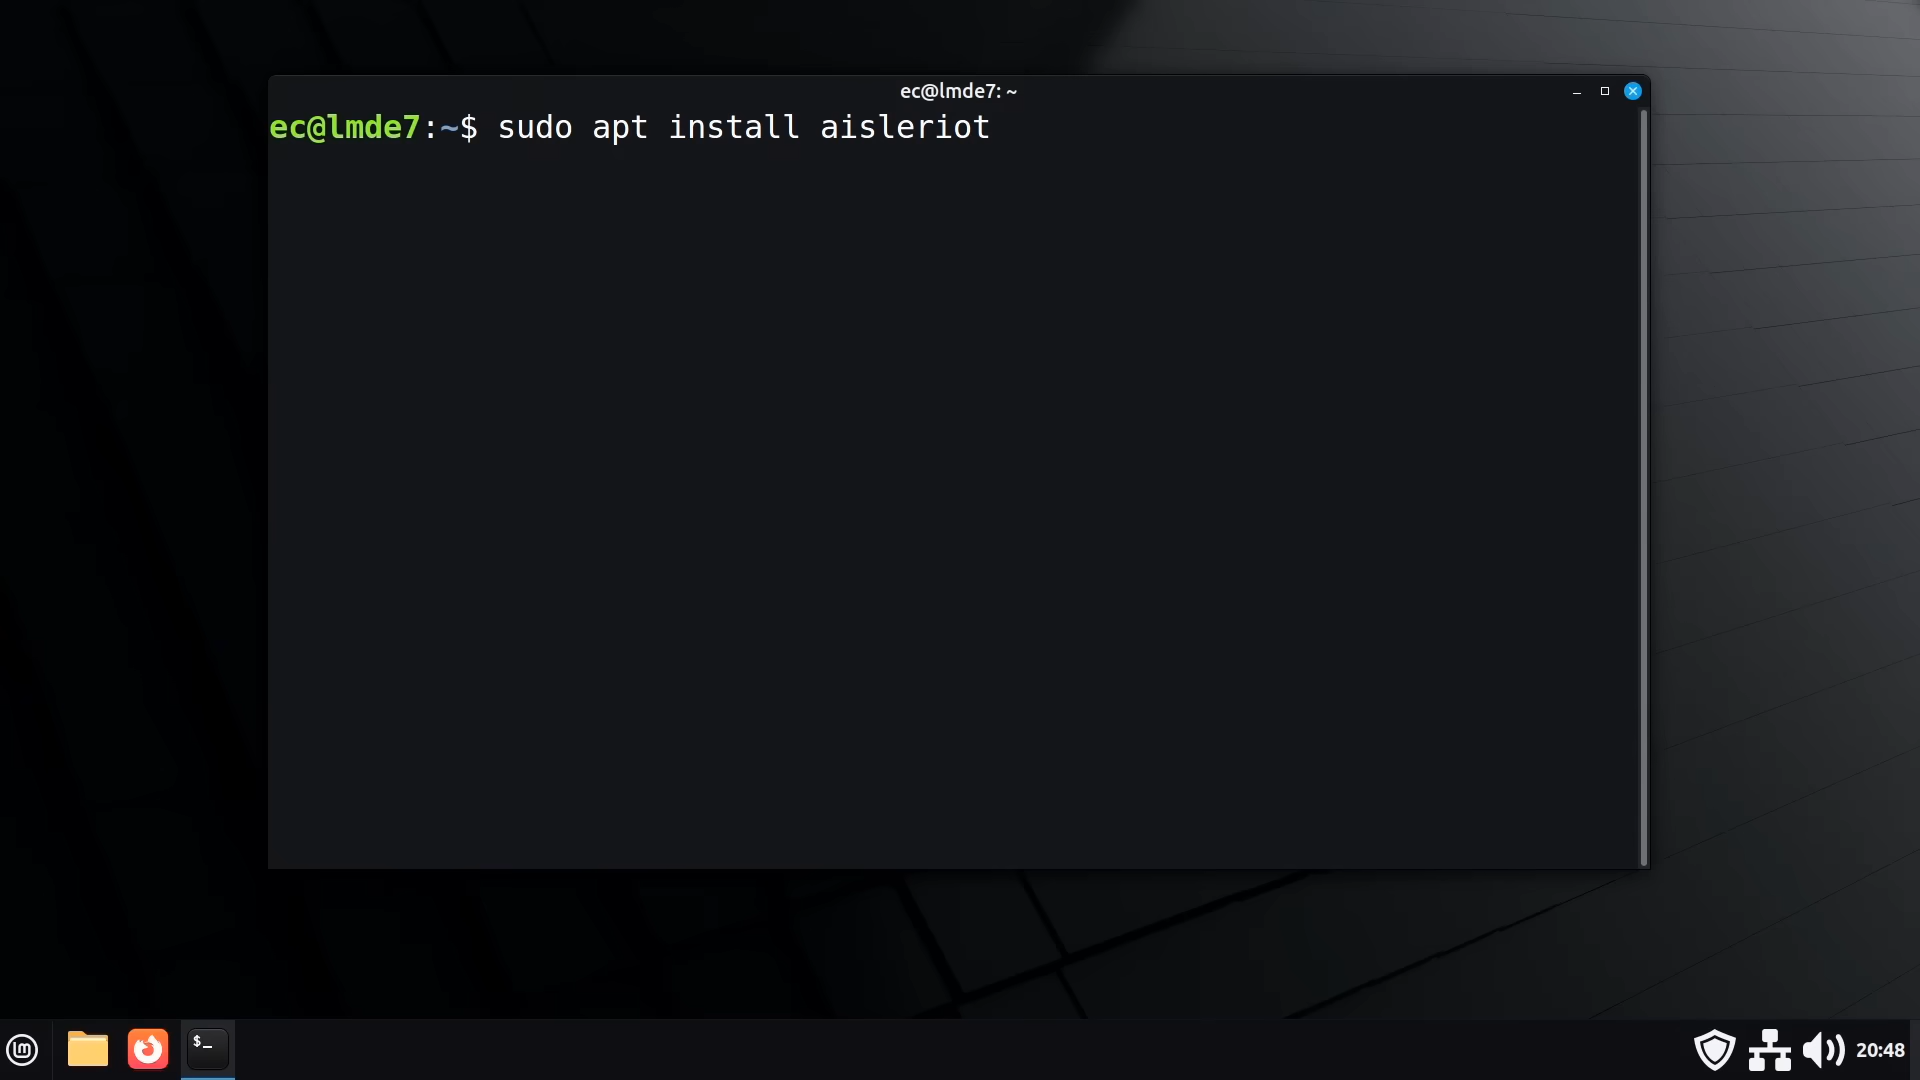 ec@lmde7: ~
ec@lmde7:~$ sudo apt install aisleriot
$_
20:48